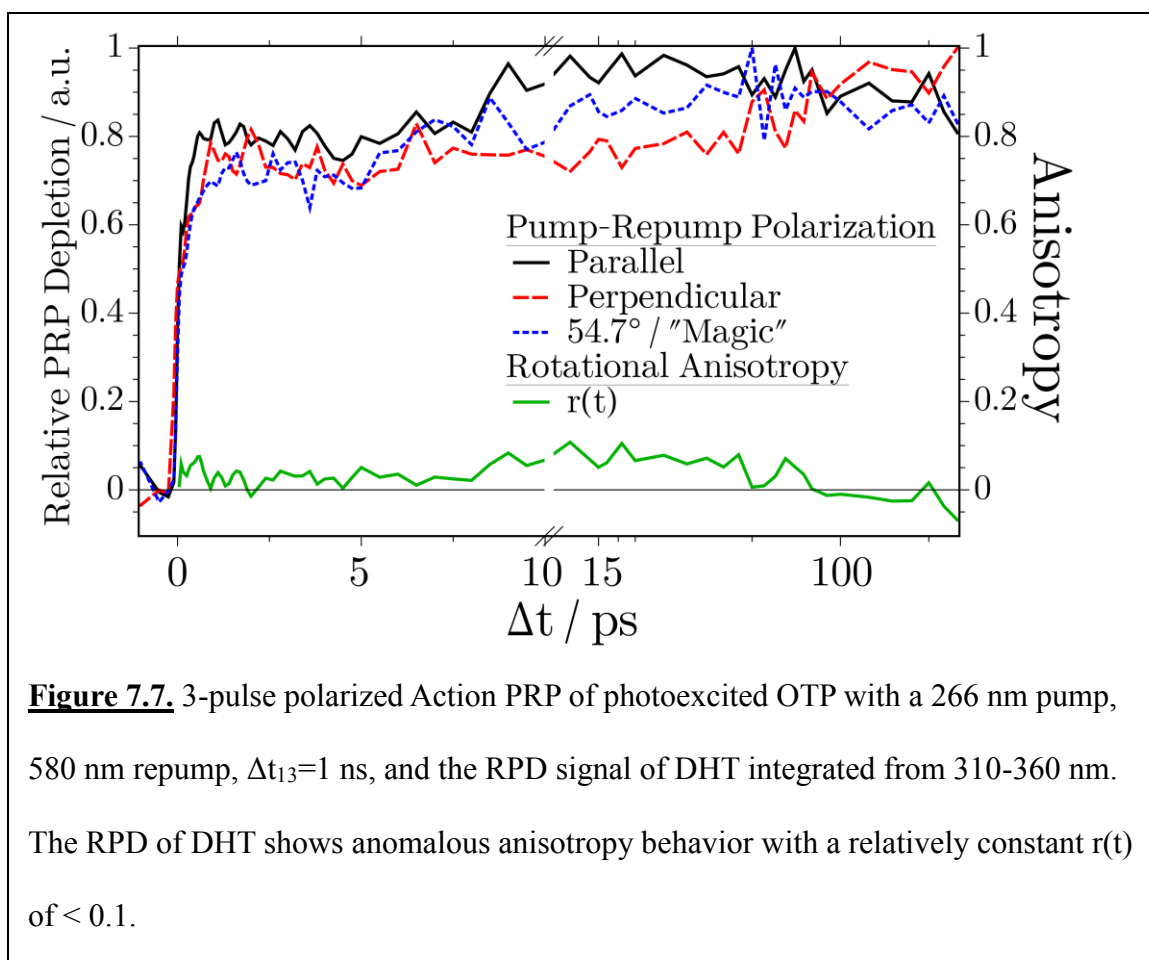 1
0.8
0.6
0.4
0.2
0
Relative PRP Depletion / a.u.
1
0.8
0.6
0.4
0.2
0
Anisotropy
Pump-Repump Polarization
Parallel
Perpendicular
54.7° / "Magic"
Rotational Anisotropy
r(t)
0 5 10 15 100
Δt / ps
Figure 7.7. 3-pulse polarized Action PRP of photoexcited OTP with a 266 nm pump,
580 nm repump, Δt₁₃=1 ns, and the RPD signal of DHT integrated from 310-360 nm.
The RPD of DHT shows anomalous anisotropy behavior with a relatively constant r(t)
of < 0.1.